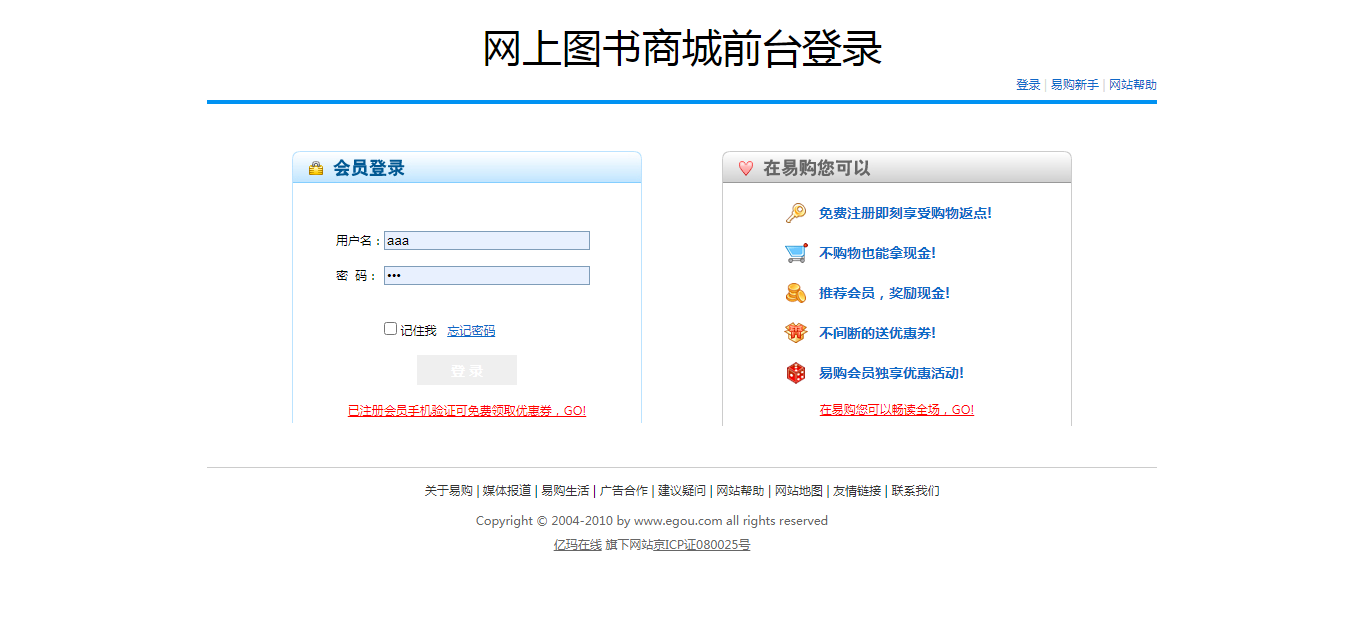 网上图书商城前台登录
登录 | 易购新手 | 网站帮助
会员登录
用户名：aaa
密 码：•••
记住我 忘记密码
登 录
已注册会员手机验证可免费领取优惠券，GO!
在易购您可以
免费注册即刻享受购物返点!
不购物也能拿现金!
推荐会员，奖励现金!
不间断的送优惠券!
易购会员独享优惠活动!
在易购您可以畅读全场，GO!
关于易购 | 媒体报道 | 易购生活 | 广告合作 | 建议疑问 | 网站帮助 | 网站地图 | 友情链接 | 联系我们
Copyright © 2004-2010 by www.egou.com all rights reserved
亿玛在线 旗下网站京ICP证080025号